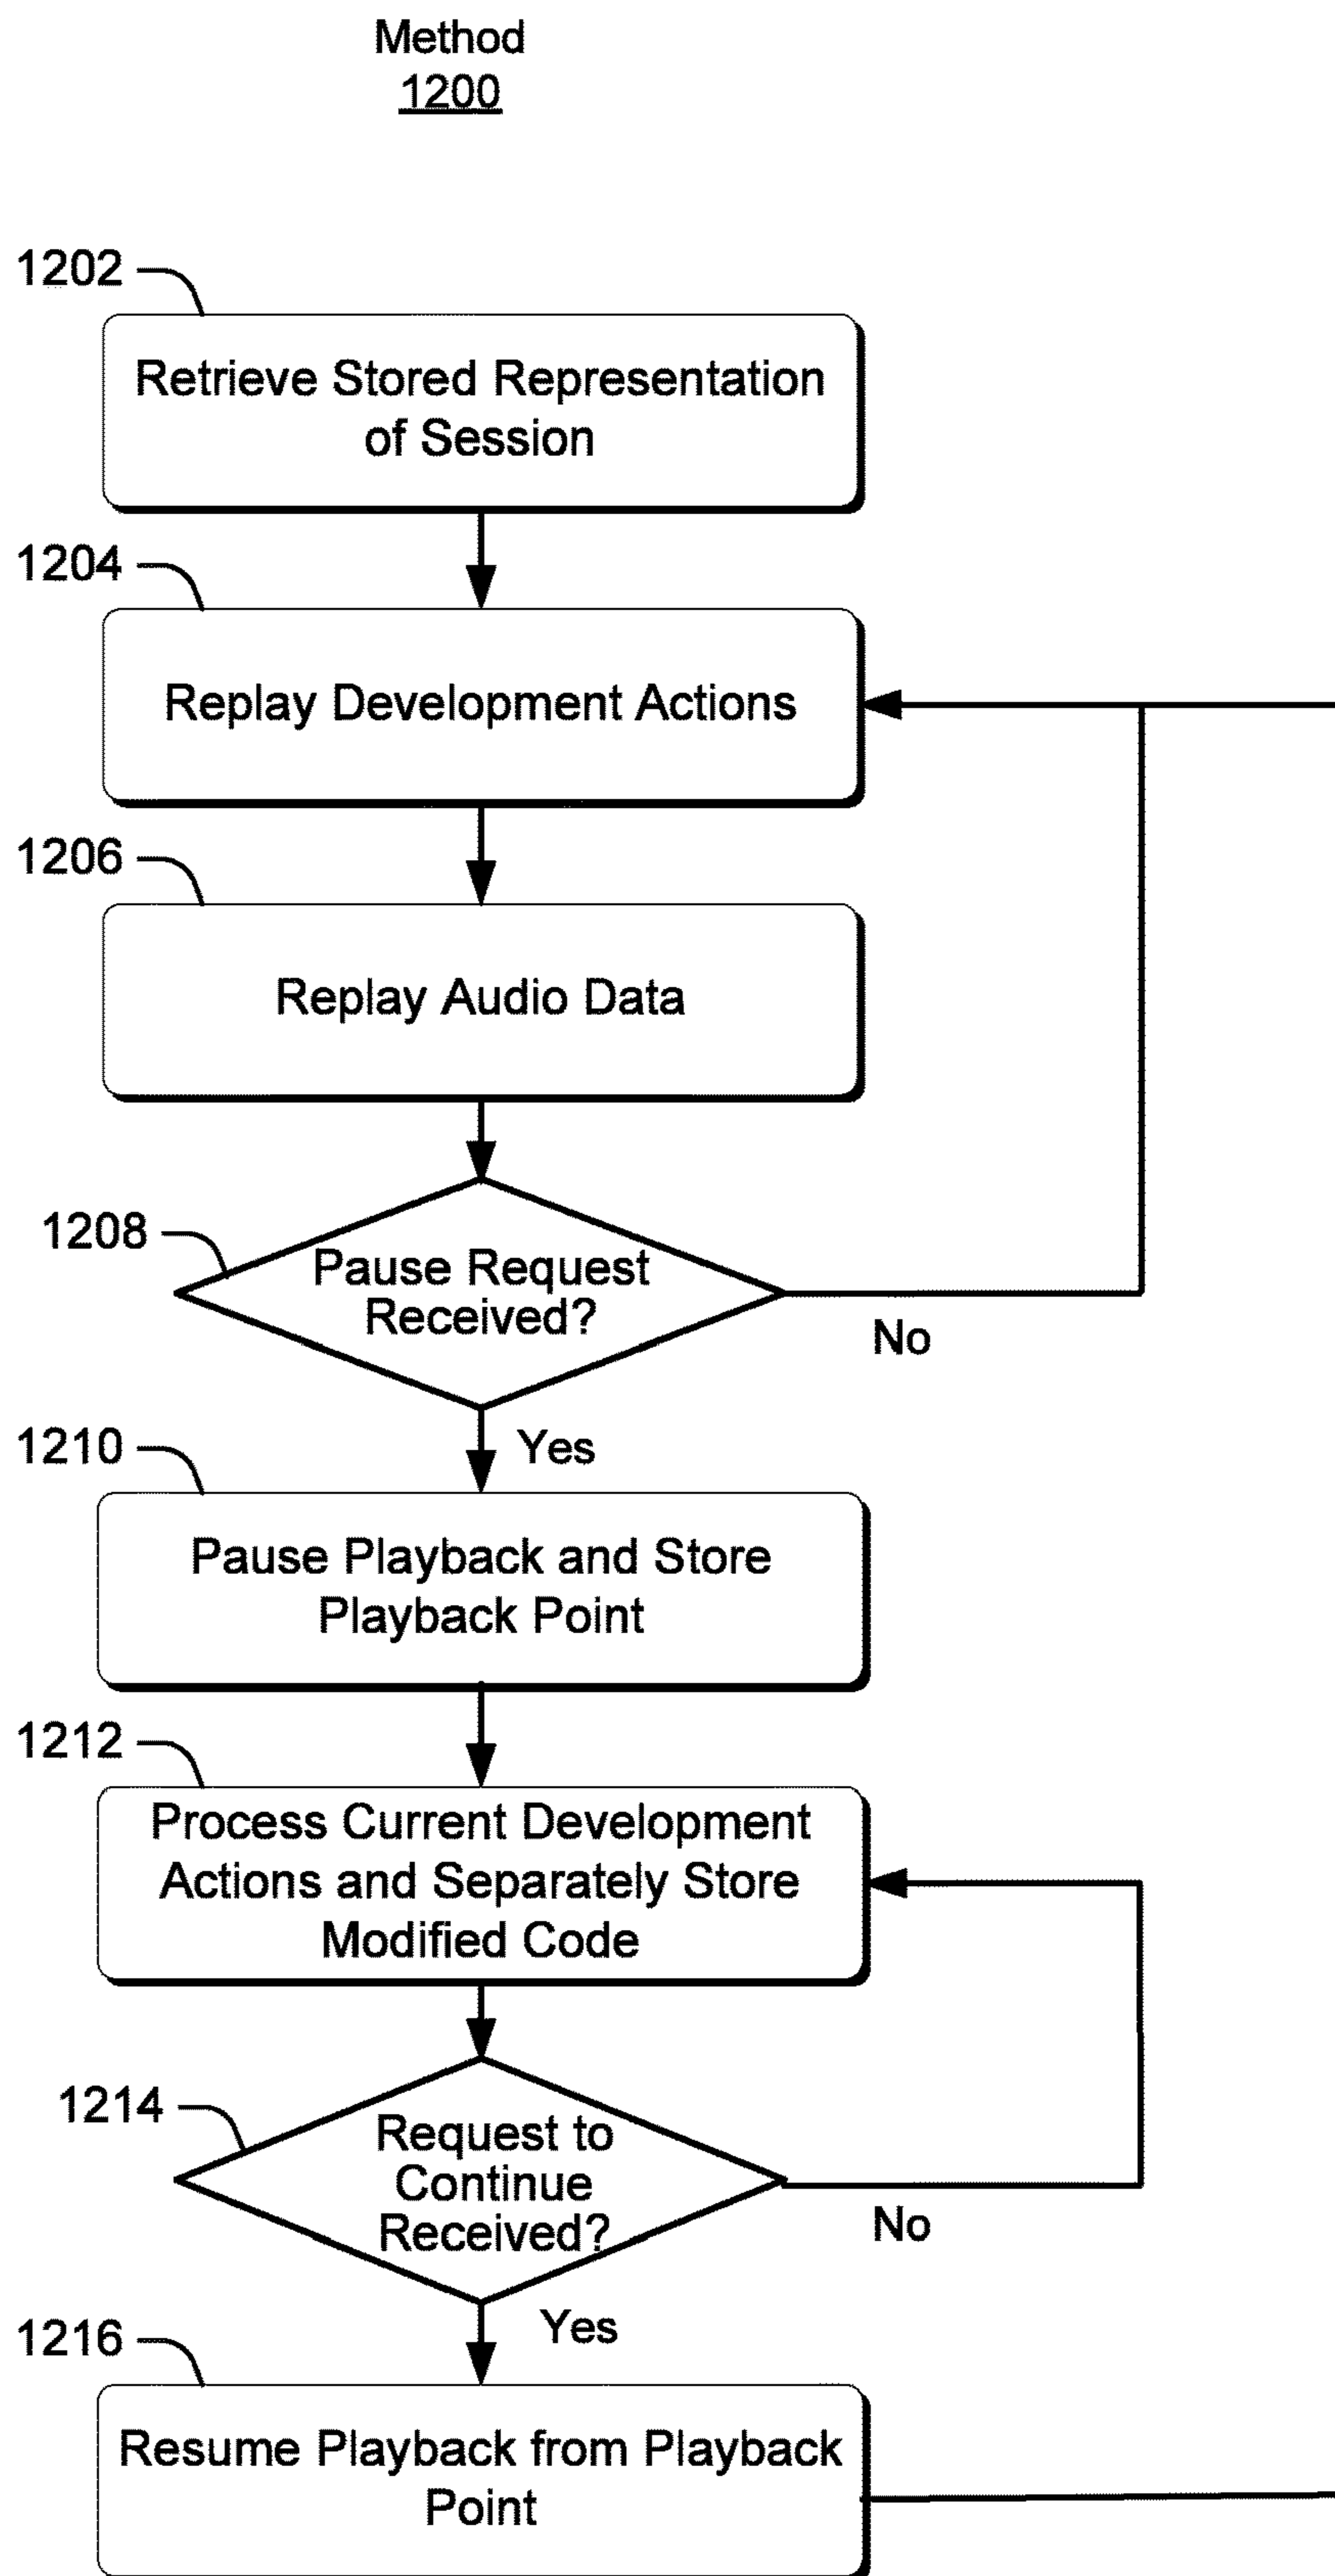 Method
1200
1202
Retrieve Stored Representation
of Session
1204
Replay Development Actions
1206
Replay Audio Data
1208
Pause Request
Received?
No
Yes
1210
Pause Playback and Store
Playback Point
1212
Process Current Development
Actions and Separately Store
Modified Code
1214
Request to
Continue
Received?
No
Yes
1216
Resume Playback from Playback
Point